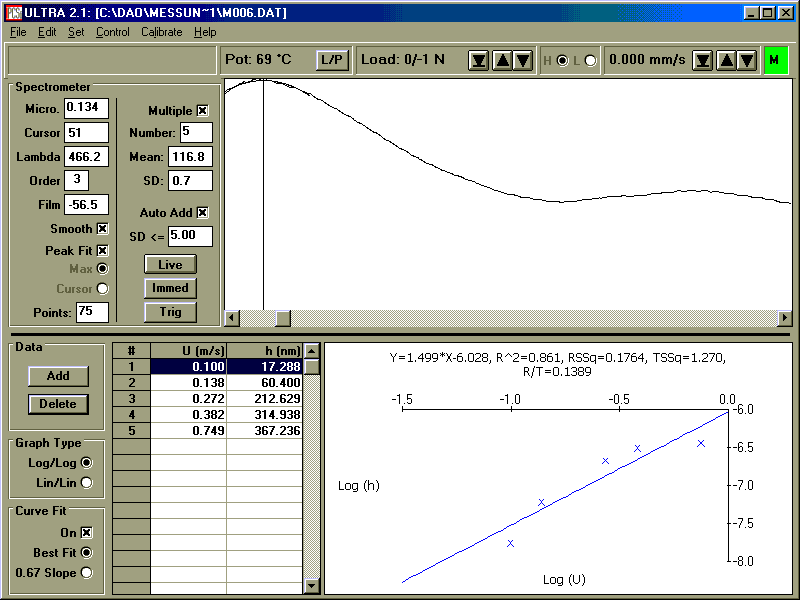 ULTRA 2.1: [C:\DAO\MESSUN~1\M006.DAT]
File Edit Set Control Calibrate Help
Pot: 69 °C L/P Load: 0/-1 N H L 0.000 mm/s M
Spectrometer
Micro. 0.134
Cursor 51
Lambda 466.2
Order 3
Film -56.5
Smooth
Peak Fit
Max
Cursor
Points: 75
Multiple
Number: 5
Mean: 116.8
SD: 0.7
Auto Add
SD <= 5.00
Live
Immed
Trig
Data
Add
Delete
Graph Type
Log/Log
Lin/Lin
Curve Fit
On
Best Fit
0.67 Slope
# U (m/s) h (nm)
1 0.100 17.288
2 0.138 60.400
3 0.272 212.629
4 0.382 314.938
5 0.749 367.236
Y=1.499*X-6.028, R^2=0.861, RSSq=0.1764, TSSq=1.270,
R/T=0.1389
-1.5 -1.0 -0.5 0.0
-6.0
-6.5
-7.0
-7.5
-8.0
Log (h)
Log (U)